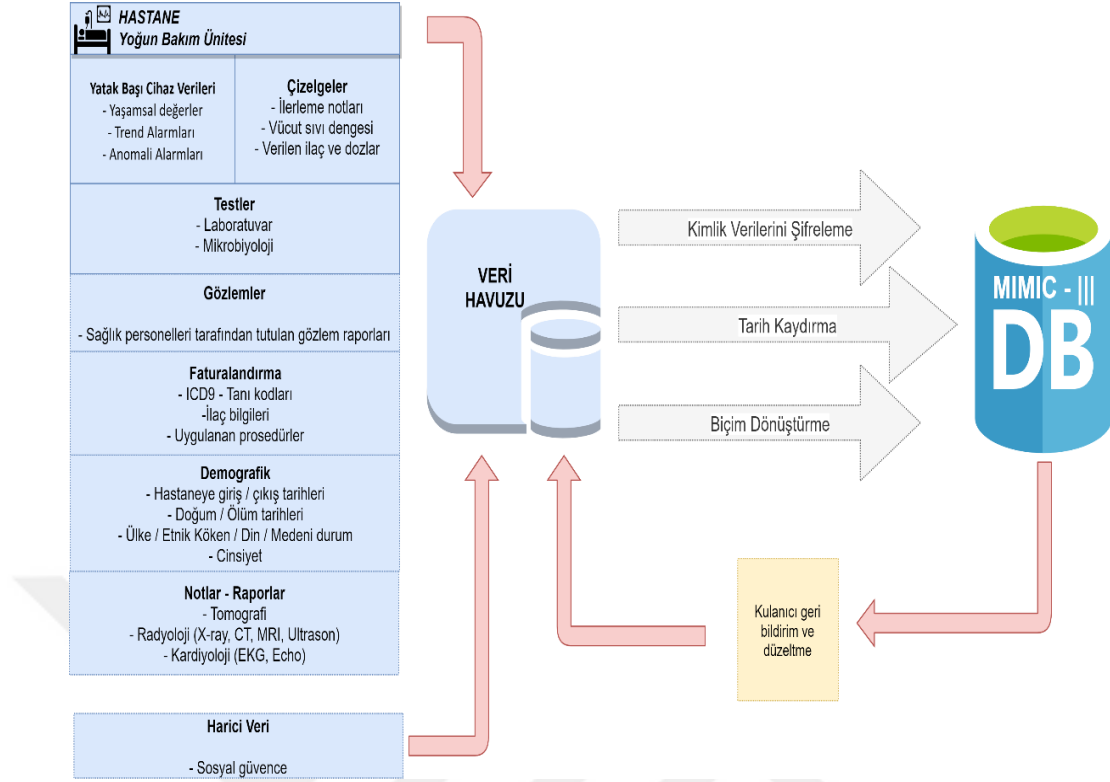 HASTANE
Yoğun Bakım Ünitesi
Yatak Başı Cihaz Verileri
- Yaşamsal değerler
- Trend Alarmları
- Anomali Alarmları
Çizelgeler
- İlerleme notları
- Vücut sıvı dengesi
- Verilen ilaç ve dozlar
Testler
- Laboratuvar
- Mikrobiyoloji
Gözlemler
- Sağlık personelleri tarafından tutulan gözlem raporları
Faturalandırma
- ICD9 - Tanı kodları
-İlaç bilgileri
- Uygulanan prosedürler
Demografik
- Hastaneye giriş / çıkış tarihleri
- Doğum / Ölüm tarihleri
- Ülke / Etnik Köken / Din / Medeni durum
- Cinsiyet
Notlar - Raporlar
- Tomografi
- Radyoloji (X-ray, CT, MRI, Ultrason)
- Kardiyoloji (EKG, Echo)
Harici Veri
- Sosyal güvence
VERİ
HAVUZU
Kimlik Verilerini Şifreleme
Tarih Kaydırma
Biçim Dönüştürme
MIMIC - |||
DB
Kulanıcı geri
bildirim ve
düzeltme